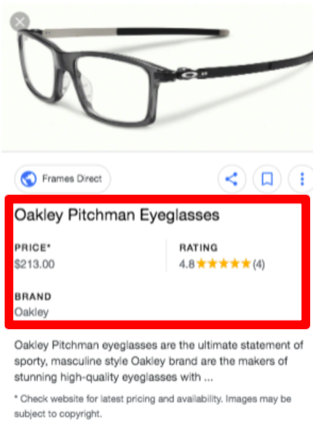 Frames Direct
Oakley Pitchman Eyeglasses
PRICE*
RATING
$213.00
4.8★★★★★(4)
BRAND
Oakley
Oakley Pitchman eyeglasses are the ultimate statement of
sporty, masculine style Oakley brand are the makers of
stunning high-quality eyeglasses with ...
* Check website for latest pricing and availability. Images may be
subject to copyright.